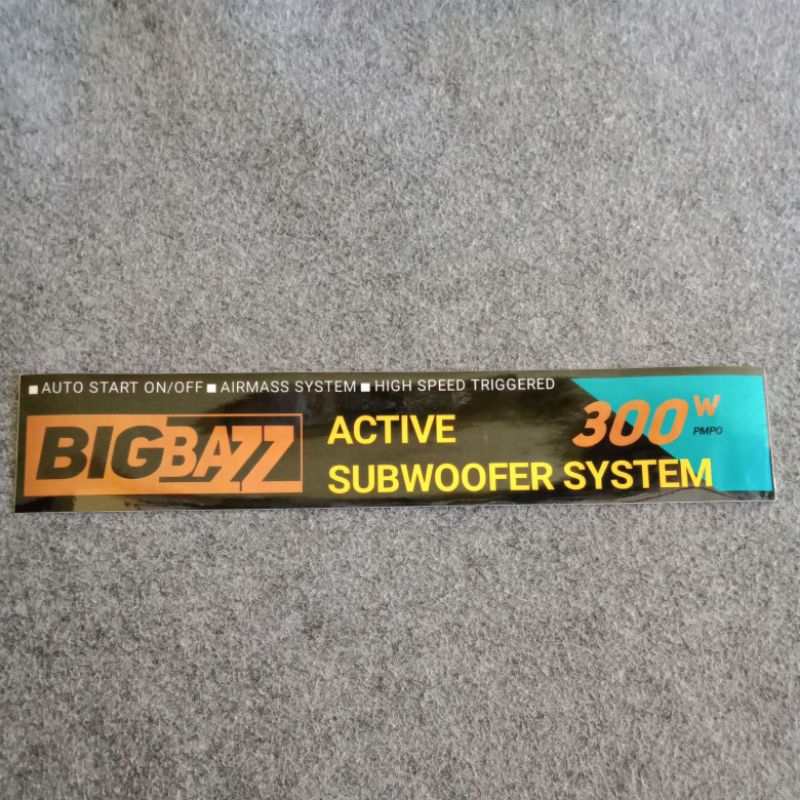 ■ AUTO START ON/OFF ■ AIRMASS SYSTEM ■ HIGH SPEED TRIGGERED
BIGBAZZ
ACTIVE
SUBWOOFER SYSTEM
300W
PMPO